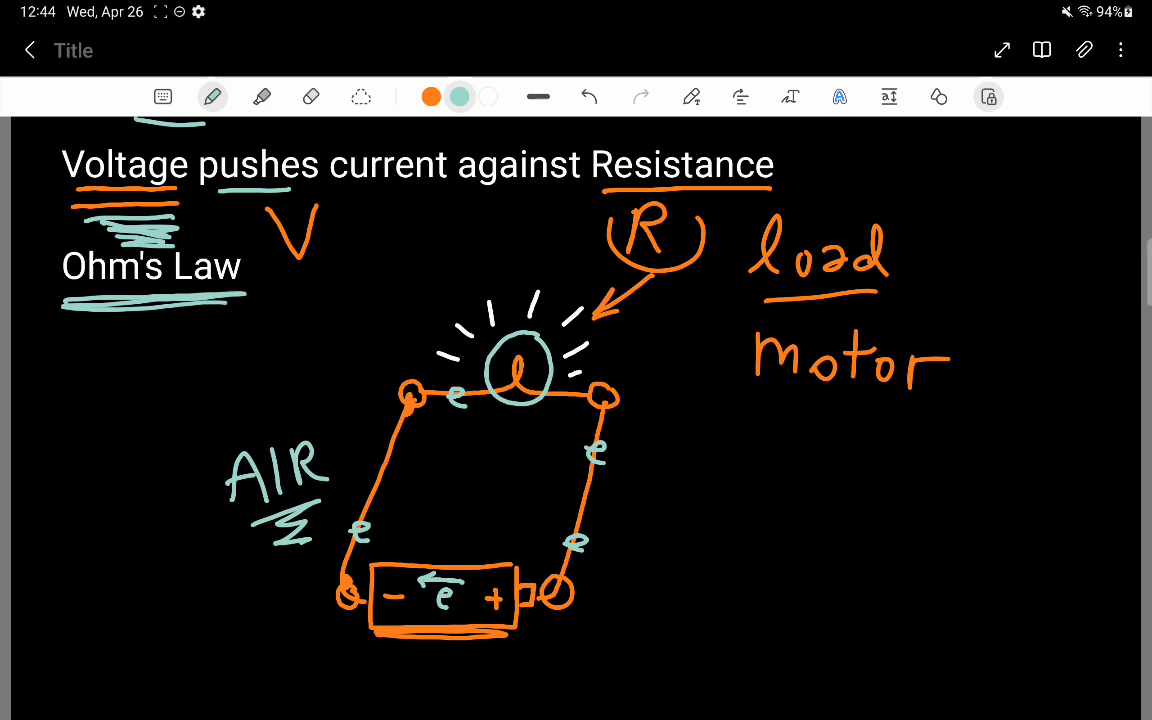 12:44 Wed, Apr 26 94%
Title
Voltage pushes current against Resistance
V R load
Ohm's Law
motor
e
e
AIR
e e
- e +